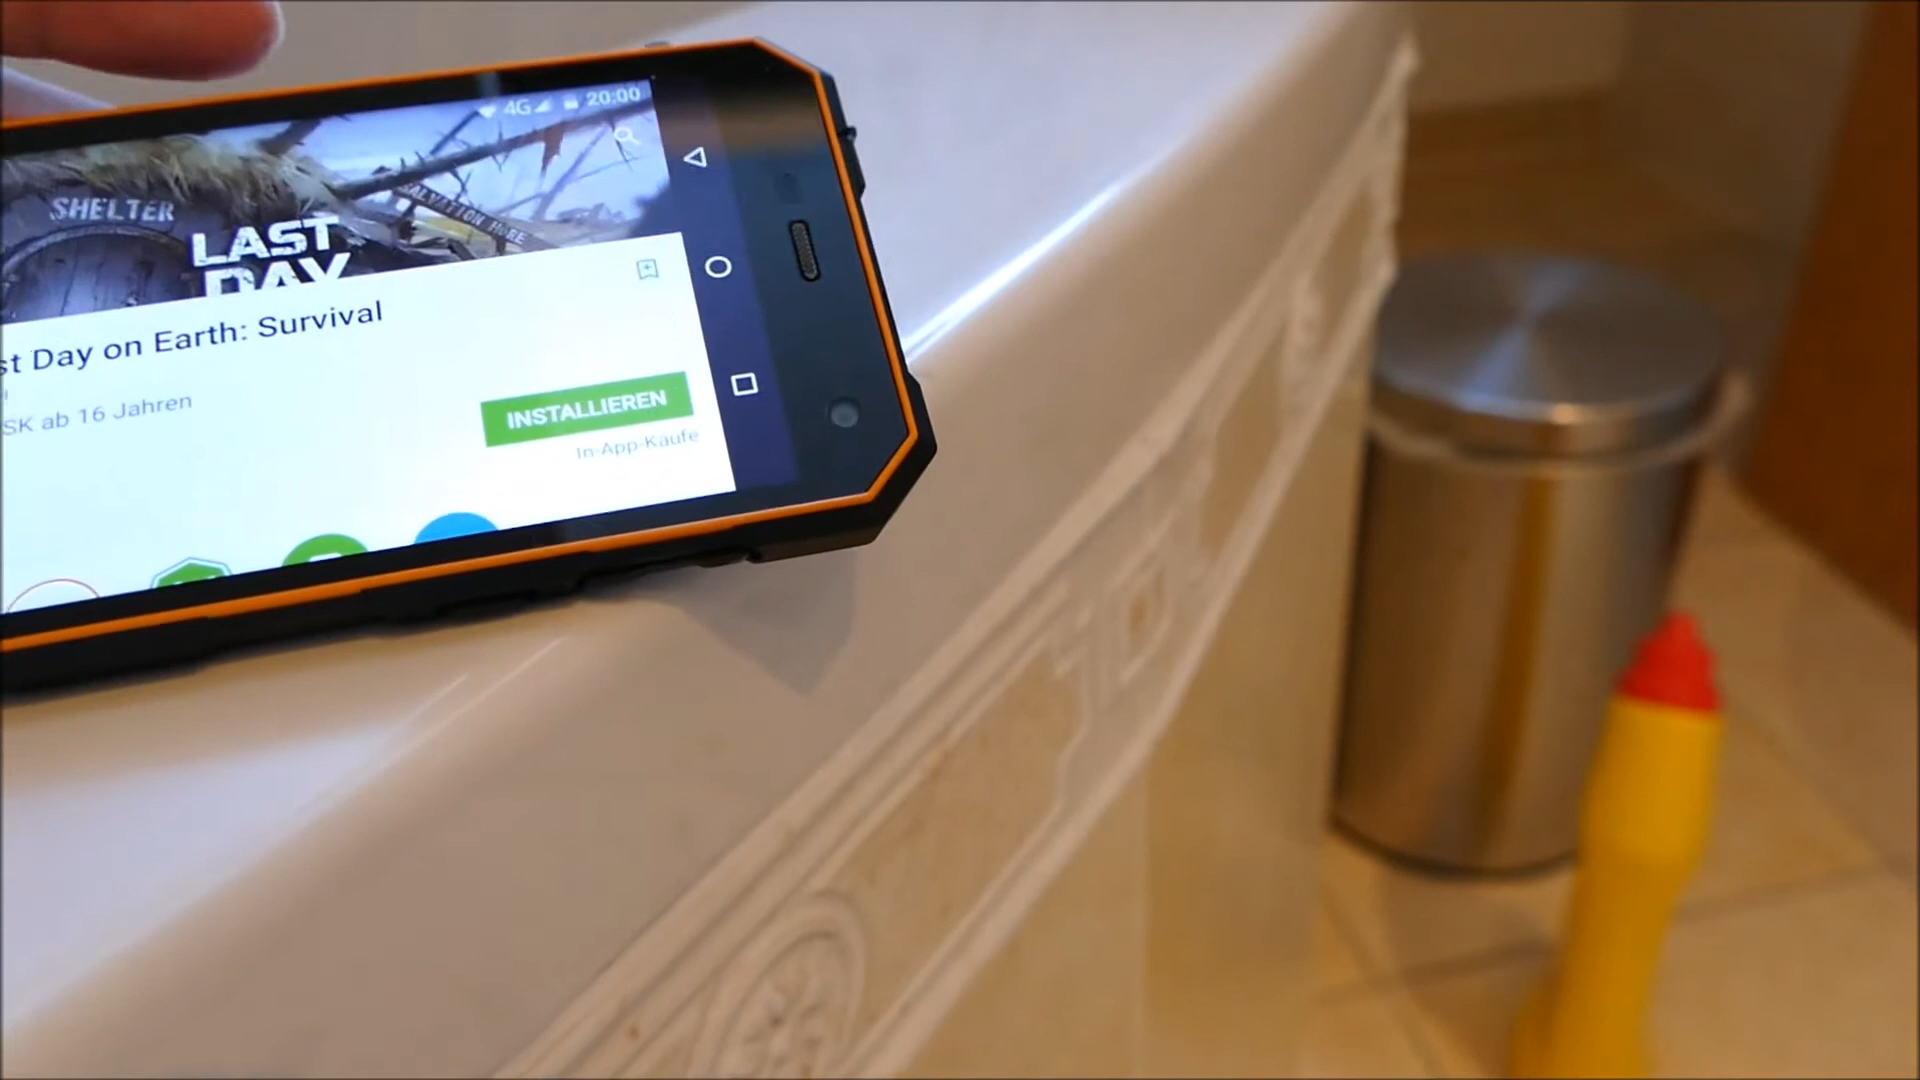 4G 20:00
SHELTER
SALVATION HERE
LAST
DAY
st Day on Earth: Survival
SK ab 16 Jahren
INSTALLIEREN
In-App-Käufe